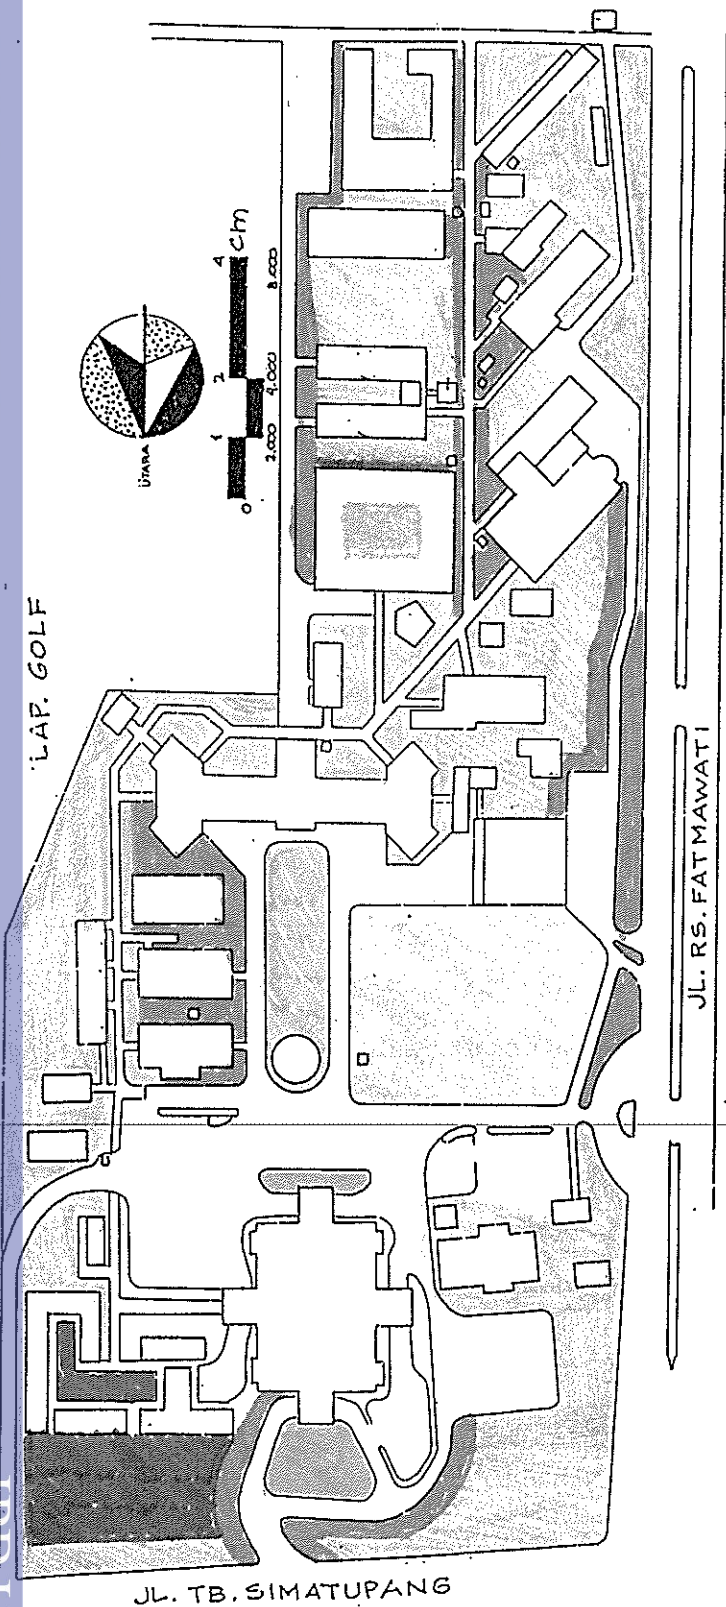 4 Cm
2
1
0
8.000
4.000
2.000
UTARA
LAP. GOLF
JL. RS. FATMAWATI
JL. TB. SIMATUPANG